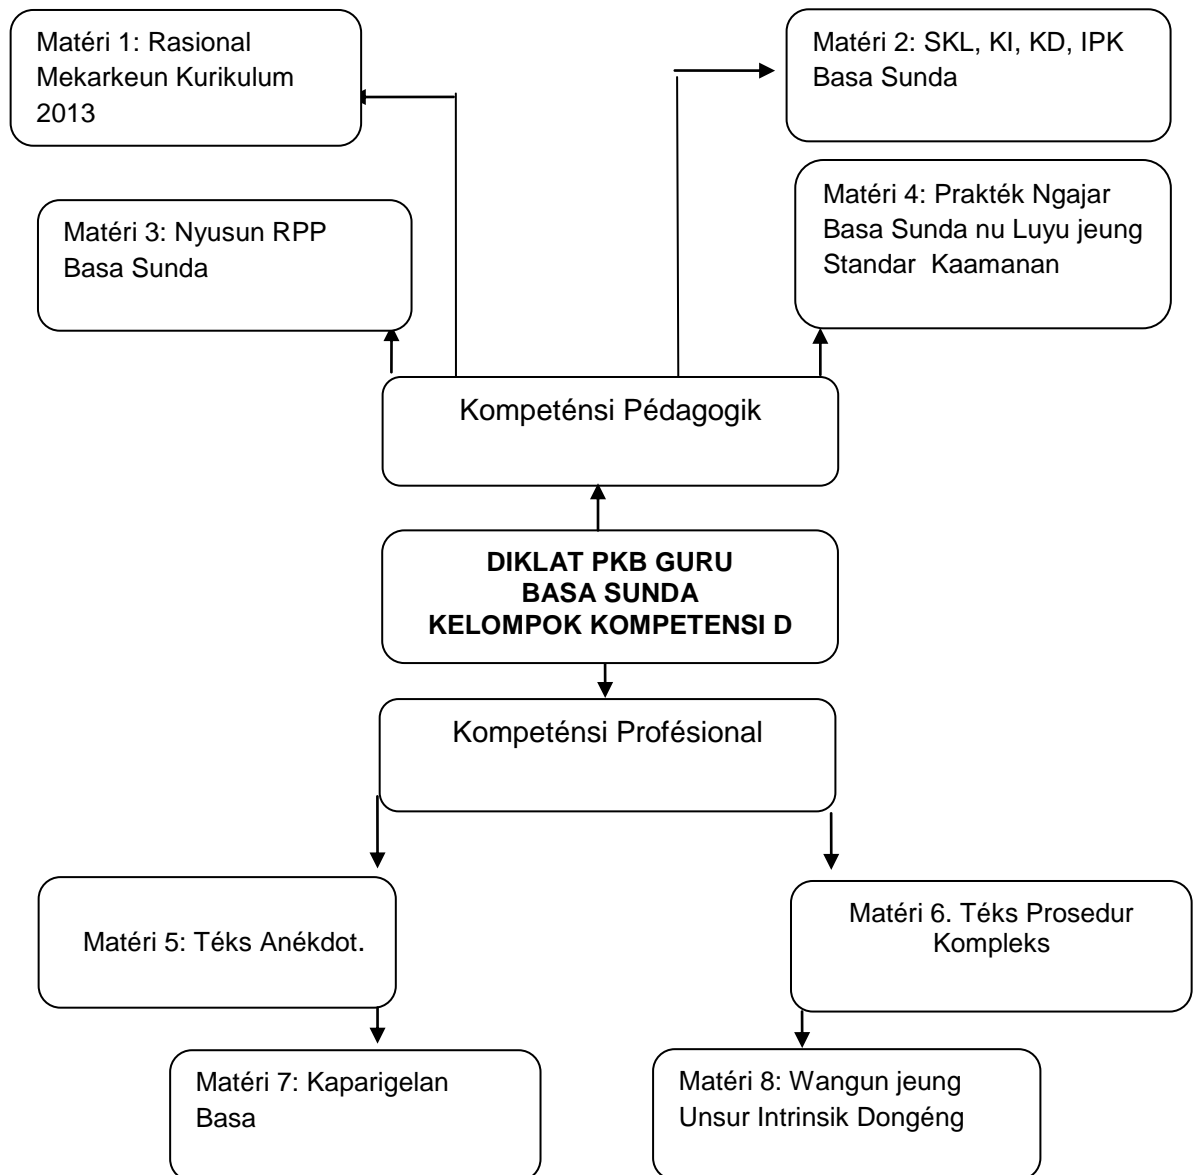 Matéri 1: Rasional
Mekarkeun Kurikulum
2013
Matéri 2: SKL, KI, KD, IPK
Basa Sunda
Matéri 3: Nyusun RPP
Basa Sunda
Matéri 4: Prakték Ngajar
Basa Sunda nu Luyu jeung
Standar Kaamanan
Kompeténsi Pédagogik
DIKLAT PKB GURU
BASA SUNDA
KELOMPOK KOMPETENSI D
Kompeténsi Profésional
Matéri 5: Téks Anékdot.
Matéri 6. Téks Prosedur
Kompleks
Matéri 7: Kaparigelan
Basa
Matéri 8: Wangun jeung
Unsur Intrinsik Dongéng